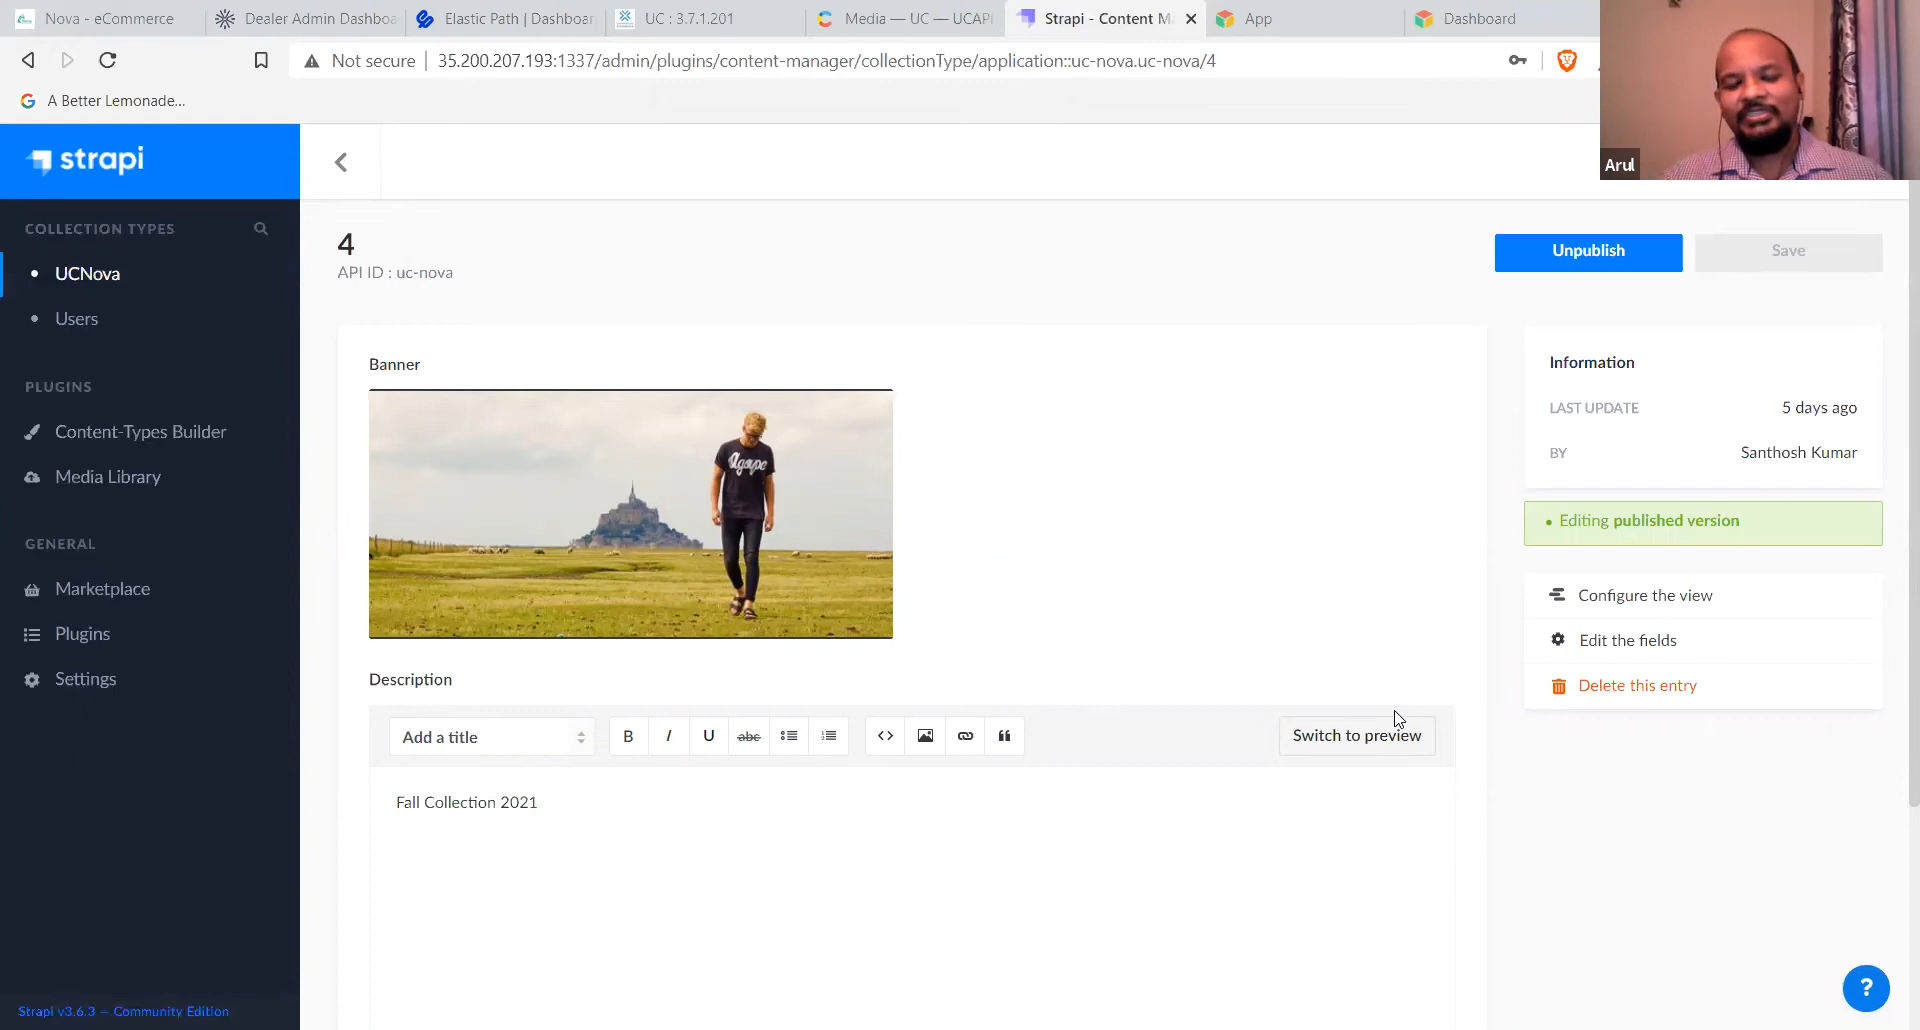 Nova - eCommerce
Dealer Admin Dashboa
Elastic Path | Dashboar
UC : 3.7.1.201
Media — UC — UCAPI
Strapi - Content M
App
Dashboard
Not secure | 35.200.207.193:1337/admin/plugins/content-manager/collectionType/application::uc-nova.uc-nova/4
A Better Lemonade...
Arul
strapi
COLLECTION TYPES
UCNova
Users
PLUGINS
Content-Types Builder
Media Library
GENERAL
Marketplace
Plugins
Settings
Strapi v3.6.3 — Community Edition
4
API ID : uc-nova
Unpublish
Save
Banner
Agape
Description
Add a title
B I U abc
Switch to preview
Fall Collection 2021
Information
LAST UPDATE 5 days ago
BY Santhosh Kumar
Editing published version
Configure the view
Edit the fields
Delete this entry
?